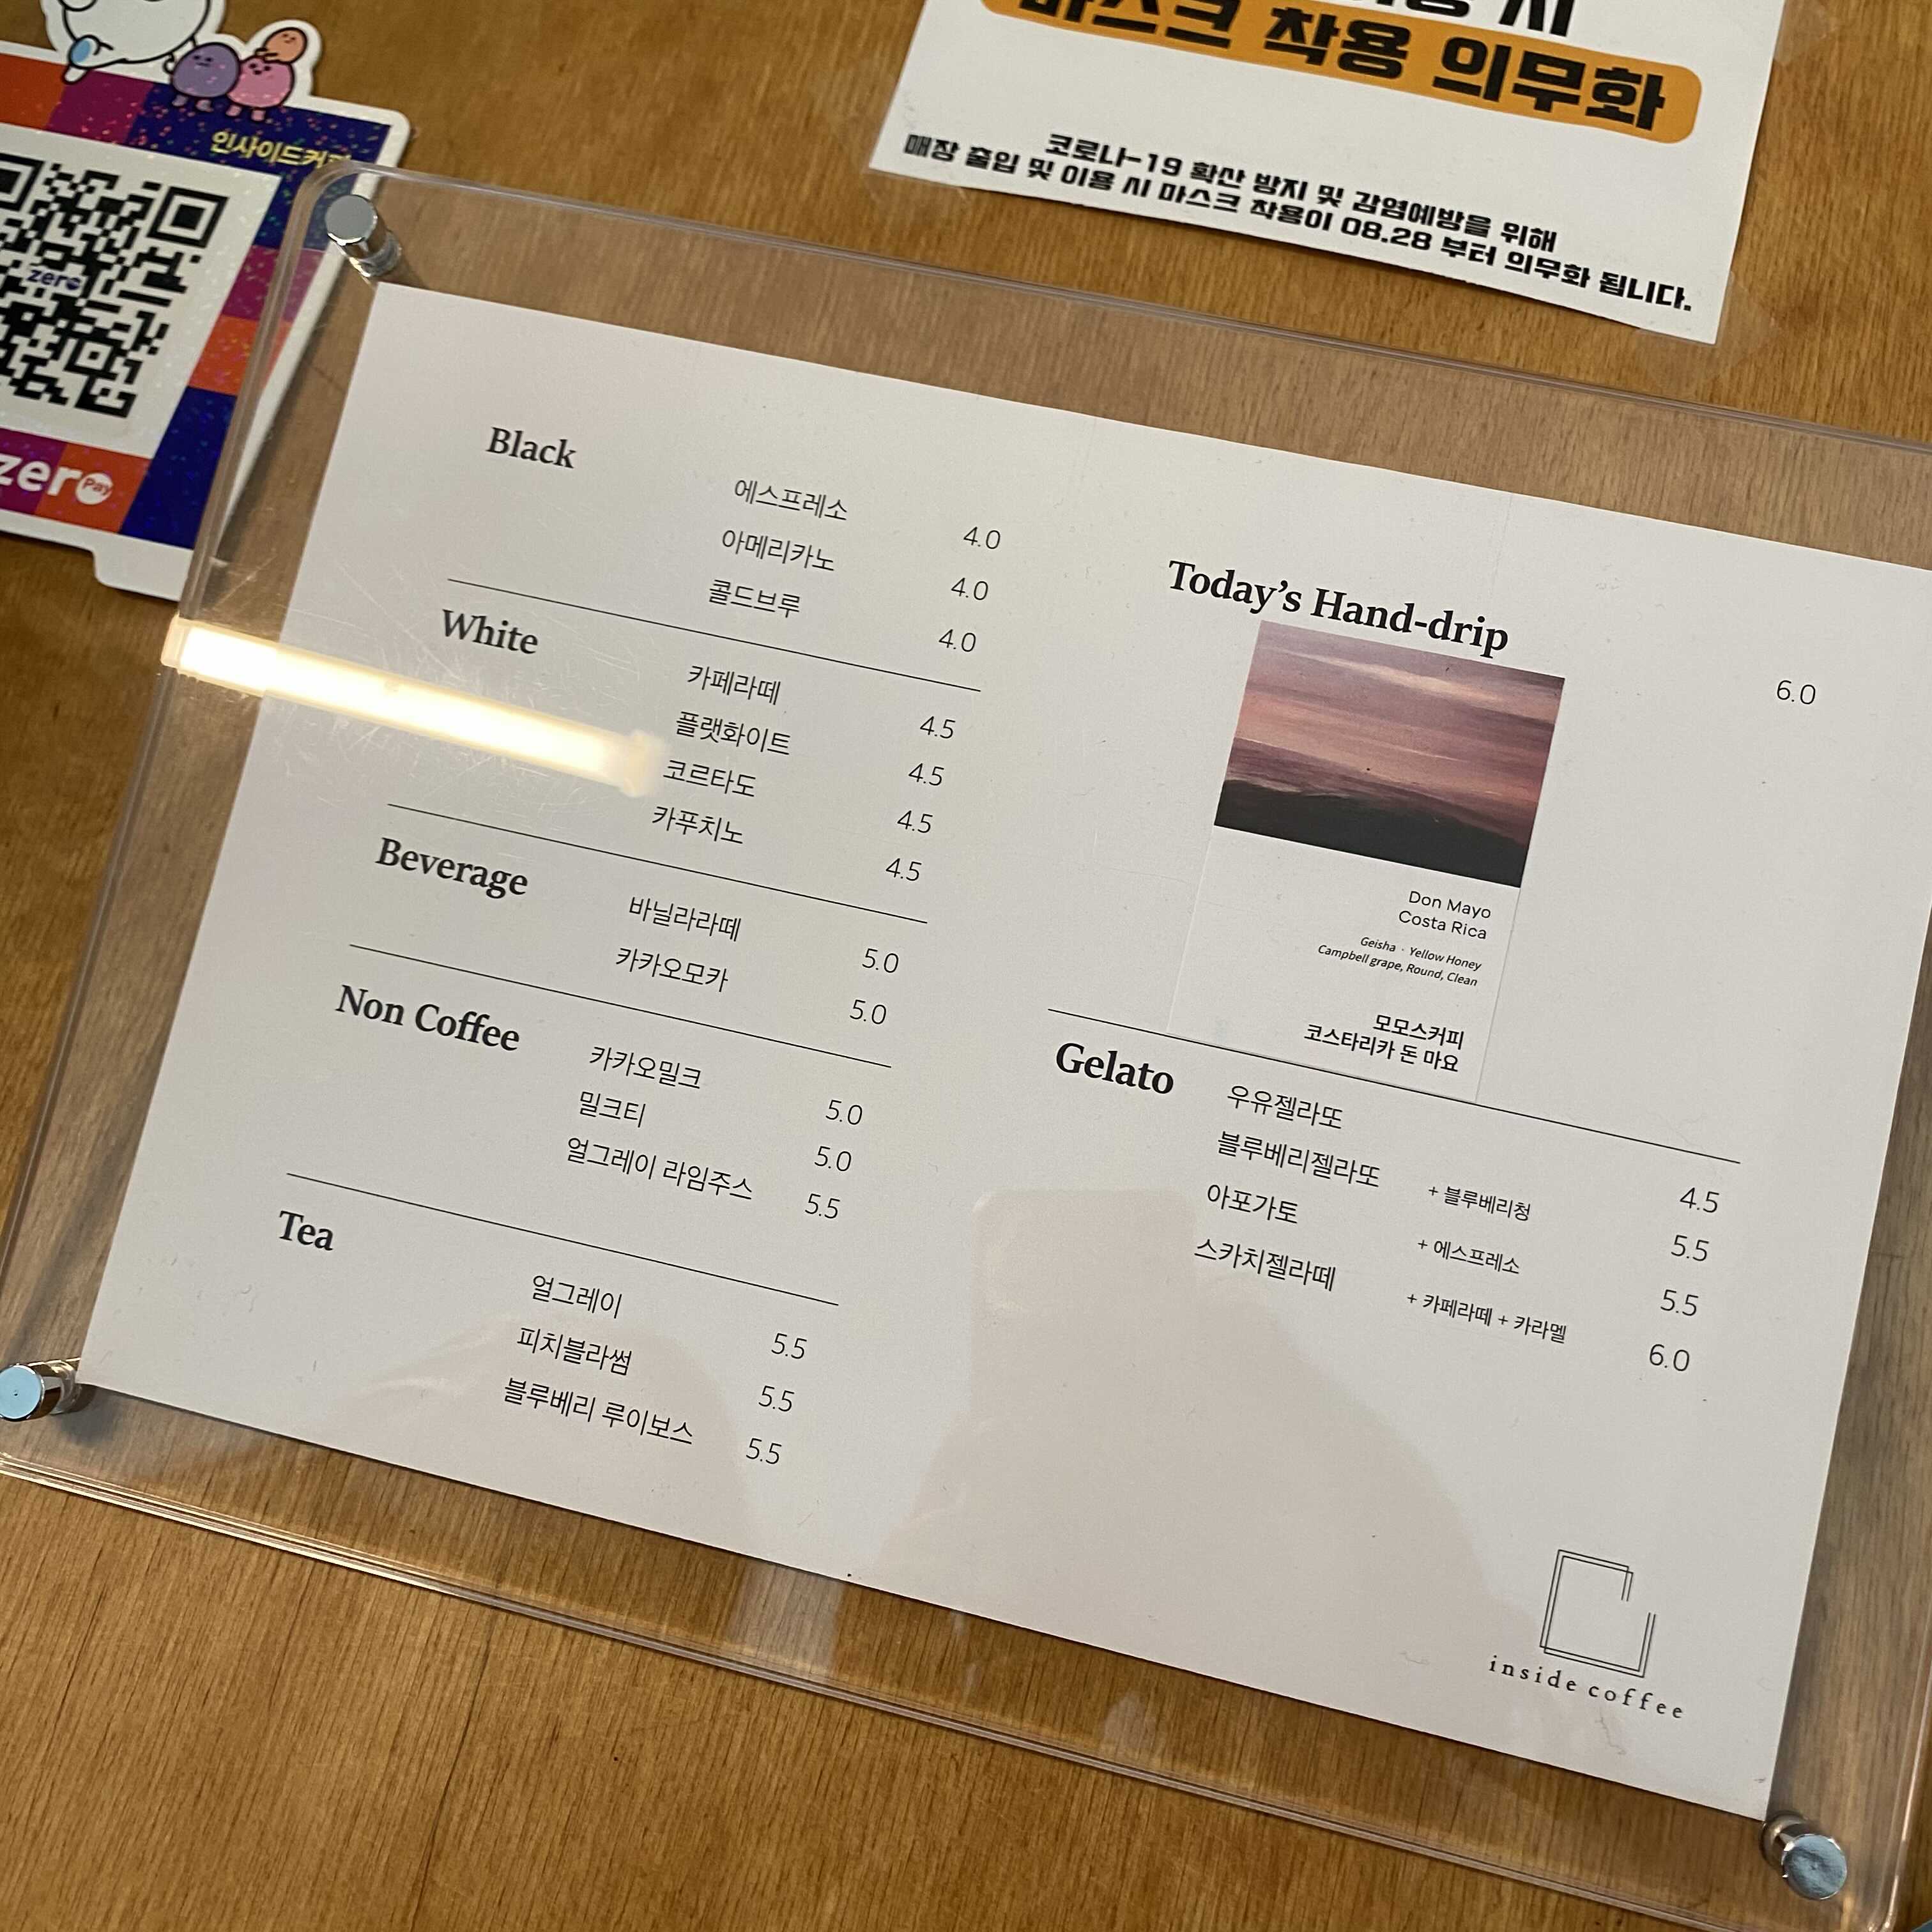 인사이드커피
zero
zero Pay
마스크 착용 의무화
코로나-19 확산 방지 및 감염예방을 위해
매장 출입 및 이용 시 마스크 착용이 08.28 부터 의무화 됩니다.
Black
에스프레소 4.0
아메리카노 4.0
콜드브루 4.0
White
카페라떼 4.5
플랫화이트 4.5
코르타도 4.5
카푸치노 4.5
Beverage
바닐라라떼 5.0
카카오모카 5.0
Non Coffee
카카오밀크 5.0
밀크티 5.0
얼그레이 라임주스 5.5
Tea
얼그레이 5.5
피치블라썸 5.5
블루베리 루이보스 5.5
Today's Hand-drip
6.0
Don Mayo
Costa Rica
Geisha · Yellow Honey
Campbell grape, Round, Clean
모모스커피
코스타리카 돈 마요
Gelato
우유젤라또 4.5
블루베리젤라또 + 블루베리청 5.5
아포가토 + 에스프레소 5.5
스카치젤라떼 + 카페라떼 + 카라멜 6.0
inside coffee